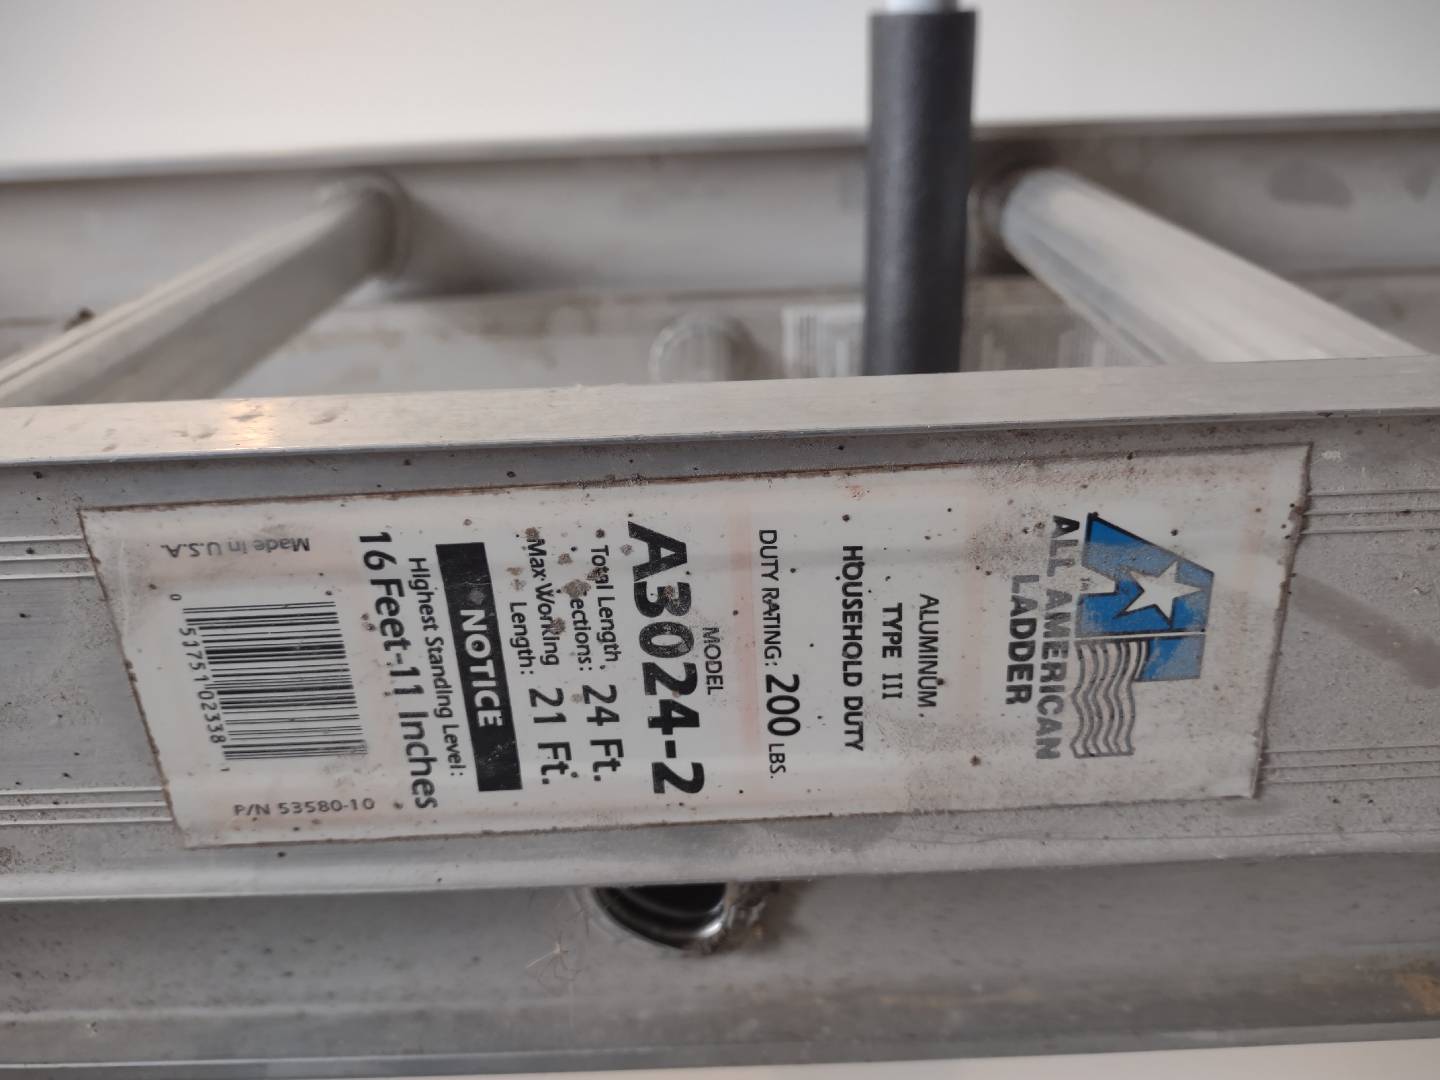 ALL AMERICAN
LADDER
ALUMINUM
TYPE III
HOUSEHOLD DUTY
DUTY RATING: 200 LBS.
MODEL
A3024-2
• Total Length
ections: 24 Ft.
Max Working
Length: 21 Ft.
NOTICE
Highest Standing Level:
16 Feet-11 Inches
0 51751 02338 1
P/N 53580-10
Made in U.S.A.